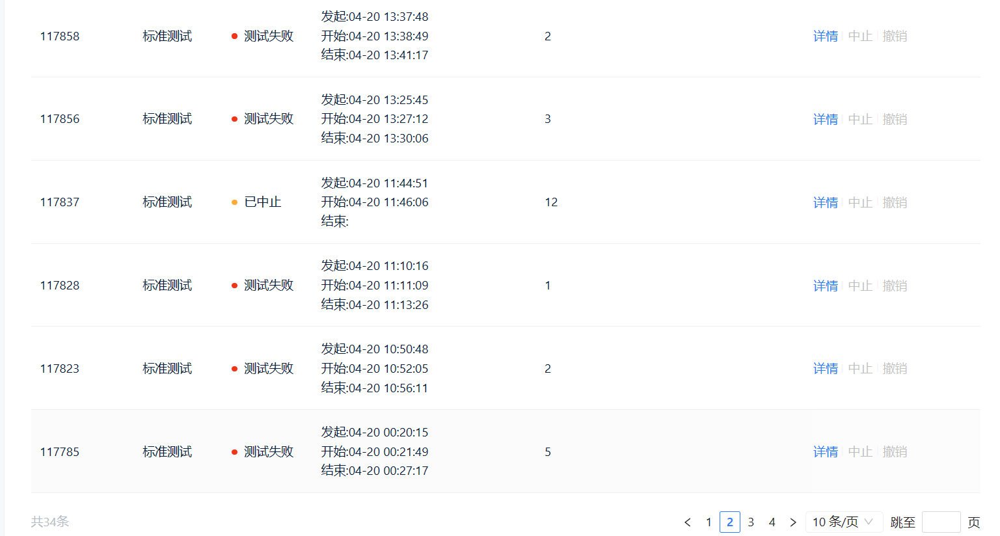 发起:04-20 13:37:48
117858 标准测试 测试失败 开始:04-20 13:38:49 2 详情 中止 撤销
结束:04-20 13:41:17
发起:04-20 13:25:45
117856 标准测试 测试失败 开始:04-20 13:27:12 3 详情 中止 撤销
结束:04-20 13:30:06
发起:04-20 11:44:51
117837 标准测试 已中止 开始:04-20 11:46:06 12 详情 中止 撤销
结束:
发起:04-20 11:10:16
117828 标准测试 测试失败 开始:04-20 11:11:09 1 详情 中止 撤销
结束:04-20 11:13:26
发起:04-20 10:50:48
117823 标准测试 测试失败 开始:04-20 10:52:05 2 详情 中止 撤销
结束:04-20 10:56:11
发起:04-20 00:20:15
117785 标准测试 测试失败 开始:04-20 00:21:49 5 详情 中止 撤销
结束:04-20 00:27:17
共34条 < 1 2 3 4 > 10 条/页 跳至 页